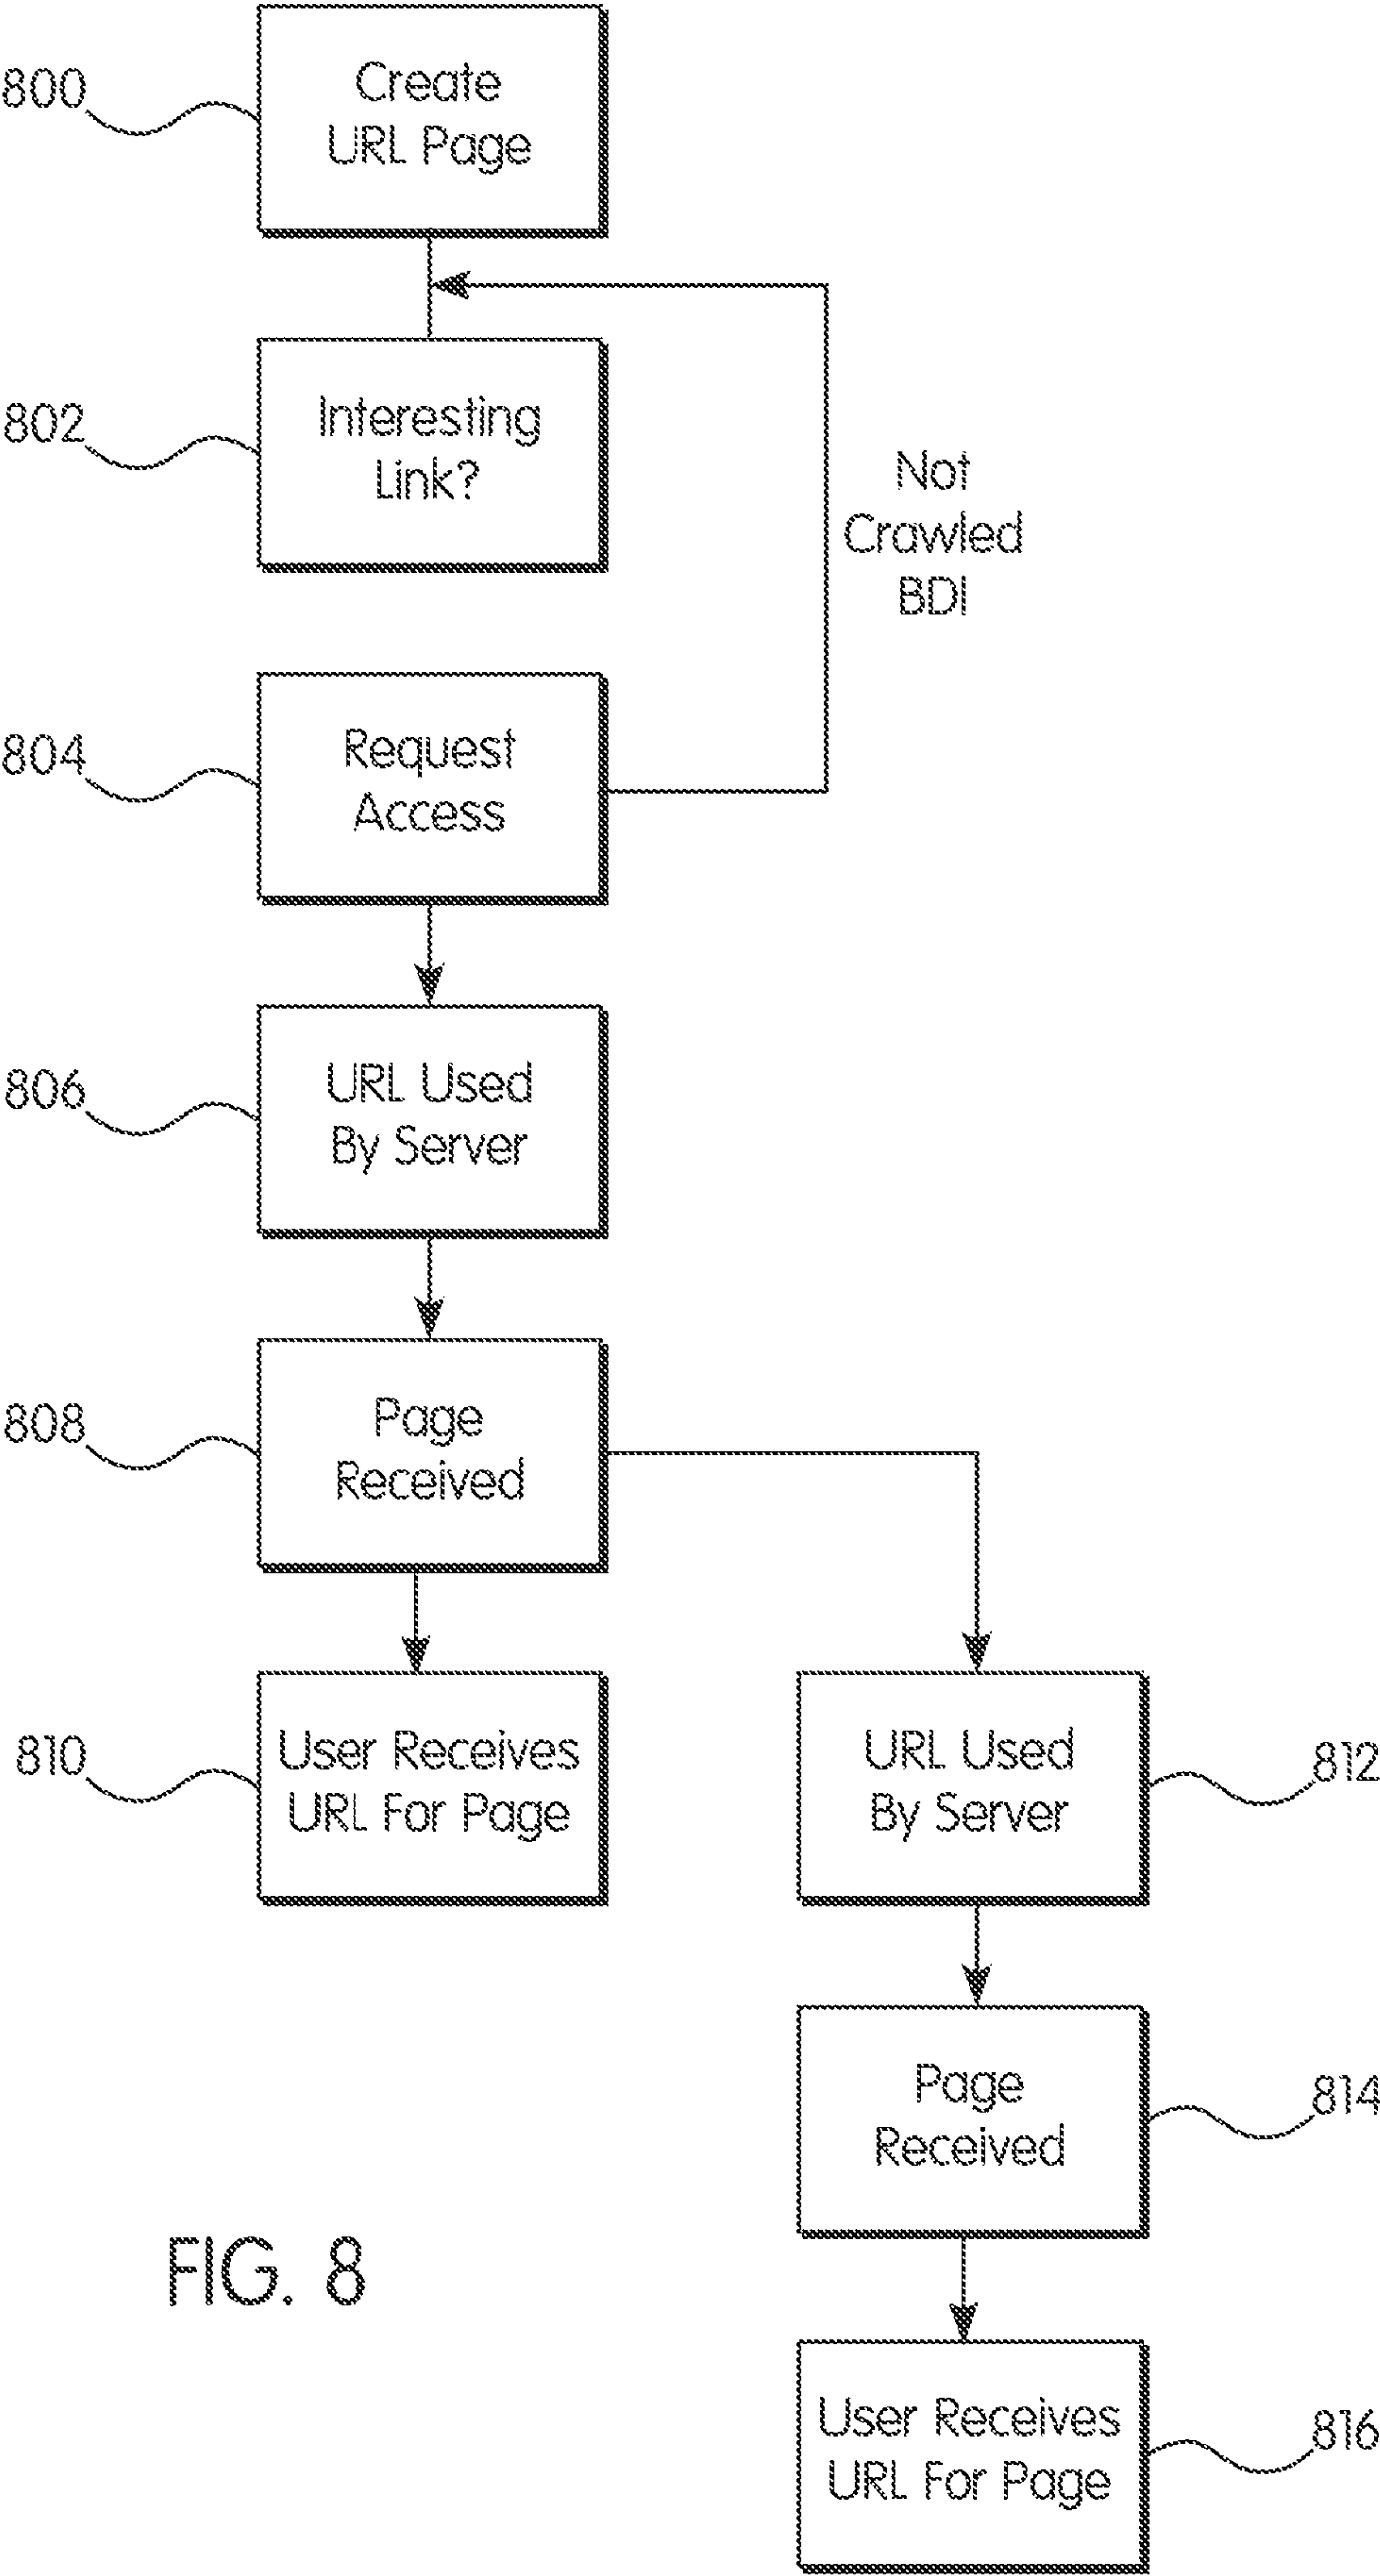 800
Create
URL Page
802
Interesting
Link?
Not
Crawled
BDI
804
Request
Access
806
URL Used
By Server
808
Page
Received
810
User Receives
URL For Page
URL Used
By Server
812
Page
Received
814
User Receives
URL For Page
816
FIG. 8